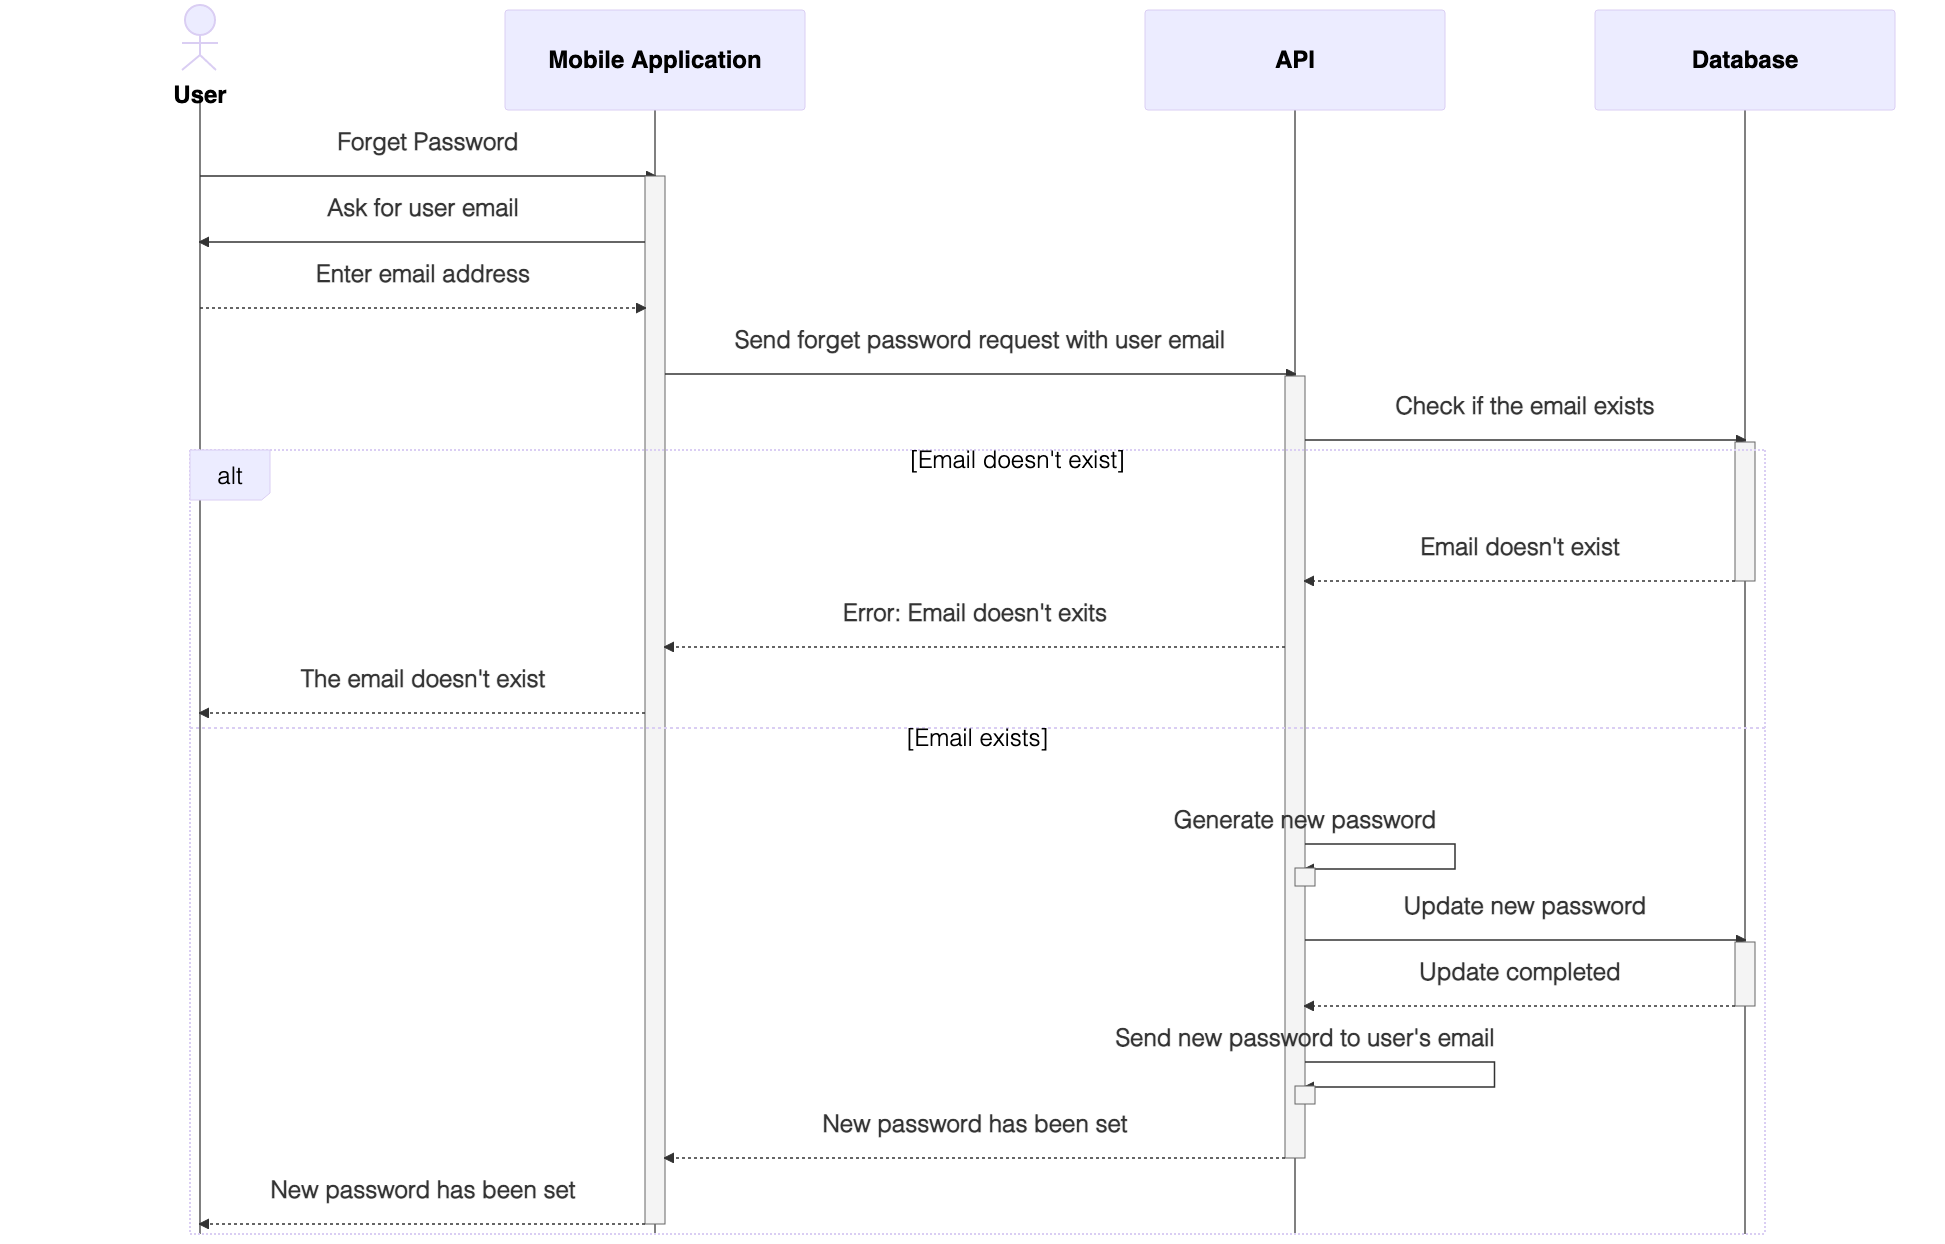 User
Mobile Application
API
Database
Forget Password
Ask for user email
Enter email address
Send forget password request with user email
Check if the email exists
alt
[Email doesn't exist]
Email doesn't exist
Error: Email doesn't exits
The email doesn't exist
[Email exists]
Generate new password
Update new password
Update completed
Send new password to user's email
New password has been set
New password has been set